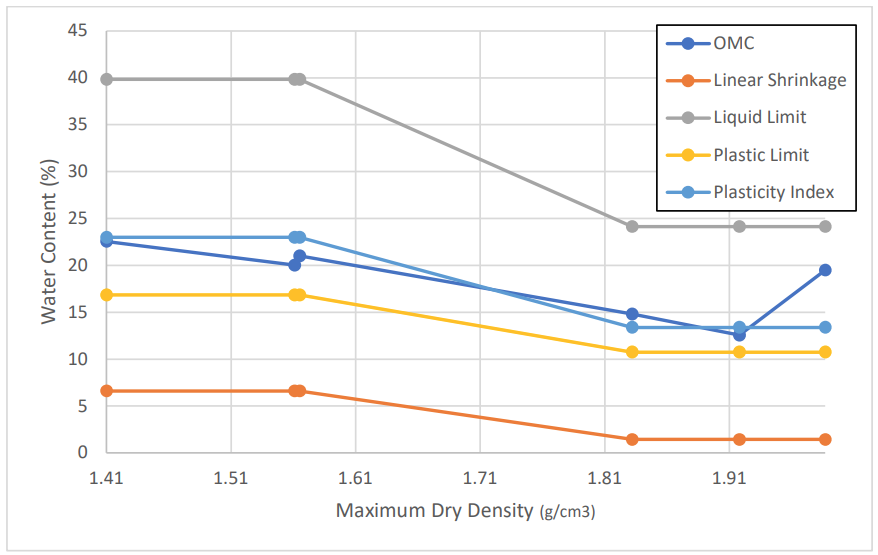 45
40
35
30
25
20
15
10
5
0
Water Content (%)
1.41 1.51 1.61 1.71 1.81 1.91
Maximum Dry Density (g/cm3)
OMC
Linear Shrinkage
Liquid Limit
Plastic Limit
Plasticity Index